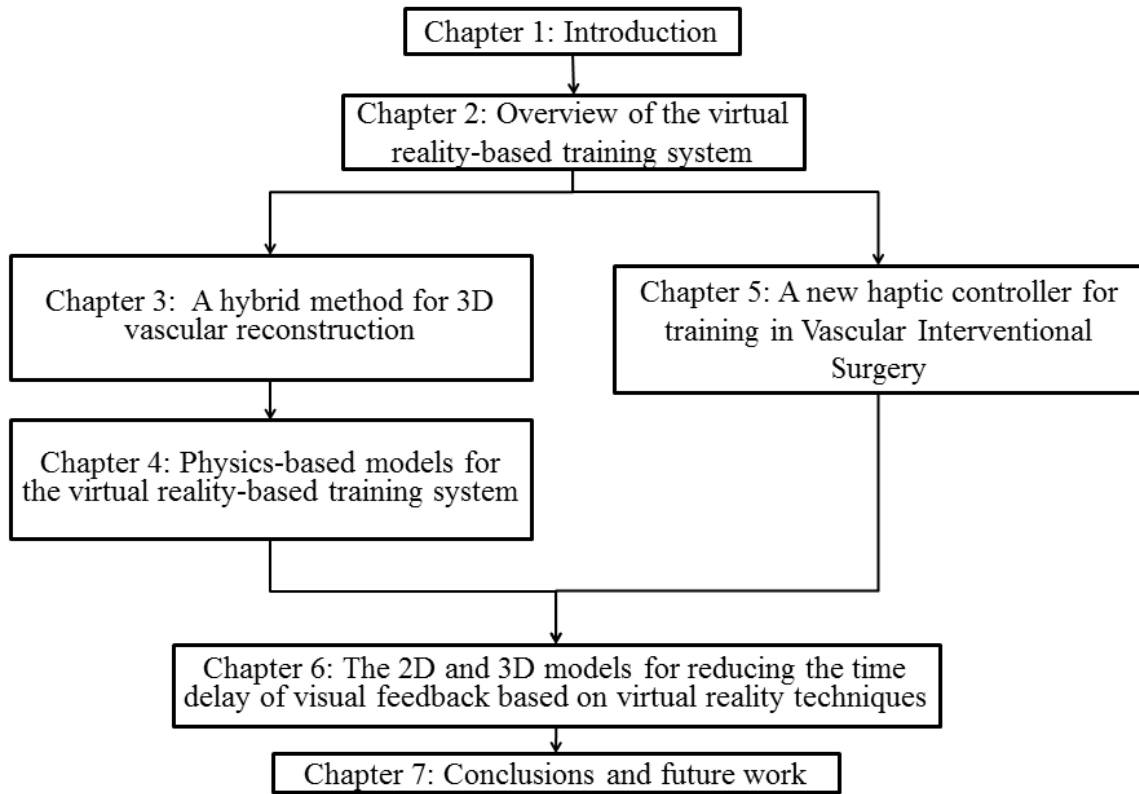 Chapter 1: Introduction
Chapter 2: Overview of the virtual
reality-based training system
Chapter 3:  A hybrid method for 3D
vascular reconstruction
Chapter 4: Physics-based models for
the virtual reality-based training system
Chapter 5: A new haptic controller for
training in Vascular Interventional
Surgery
Chapter 6: The 2D and 3D models for reducing the time
delay of visual feedback based on virtual reality techniques
Chapter 7: Conclusions and future work